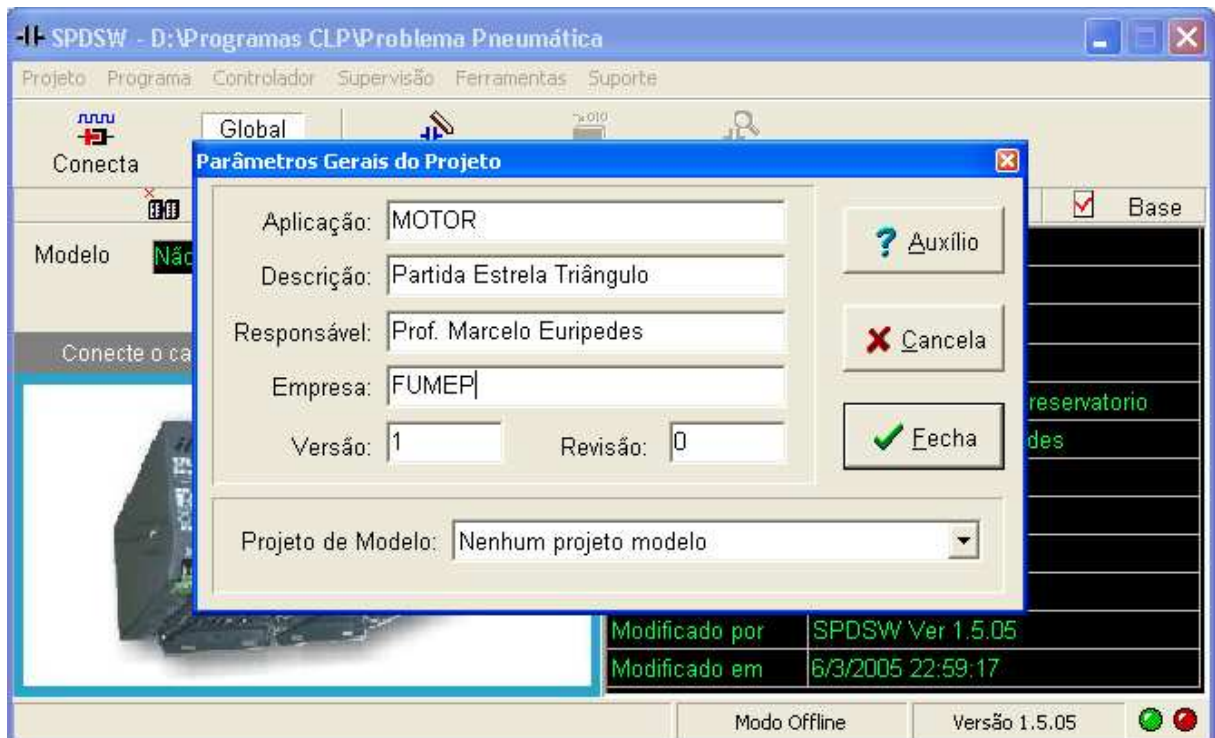 SPDSW - D:\Programas CLP\Problema Pneumática
Projeto Programa Controlador Supervisão Ferramentas Suporte
Conecta
Global
Parâmetros Gerais do Projeto
Aplicação: MOTOR
Descrição: Partida Estrela Triângulo
Responsável: Prof. Marcelo Euripedes
Empresa: FUMEP
Versão: 1 Revisão: 0
Projeto de Modelo: Nenhum projeto modelo
? Auxílio
Cancela
Fecha
Base
Modelo
Conecte o
reservatorio
Modificado por SPDSW Ver 1.5.05
Modificado em 6/3/2005 22:59:17
Modo Offline Versão 1.5.05